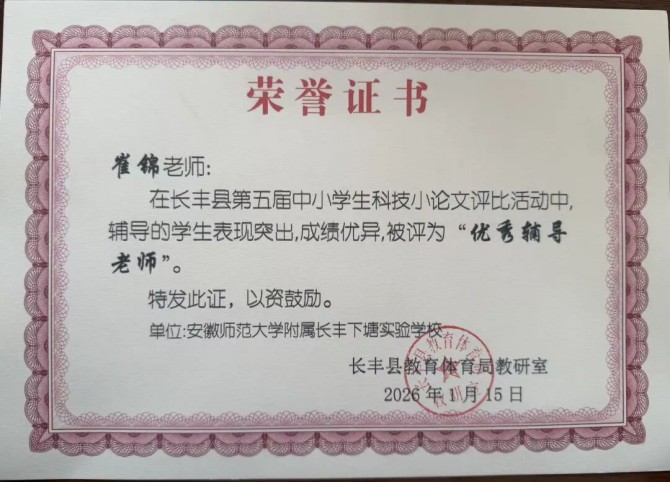 荣誉证书
崔锦老师:
在长丰县第五届中小学生科技小论文评比活动中,
辅导的学生表现突出,成绩优异,被评为“优秀辅导
老师”。
特发此证，以资鼓励。
单位:安徽师范大学附属长丰下塘实验学校
长丰县教育体育局教研室
2026年1月15日